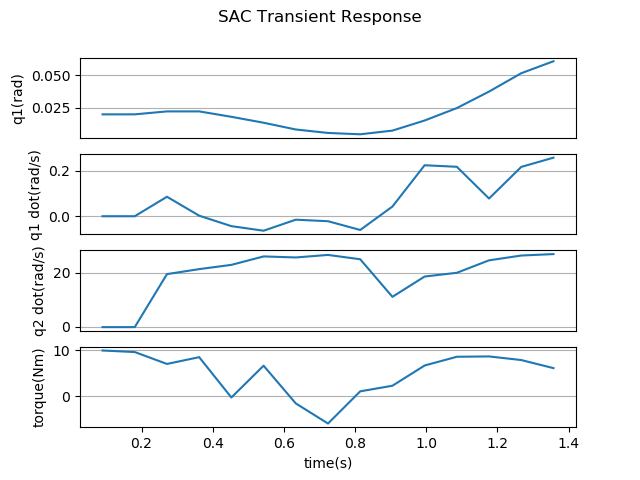 SAC Transient Response
0.050
0.025
q1(rad)
0.2
0.0
q1 dot(rad/s)
20
0
q2 dot(rad/s)
10
0
torque(Nm)
0.2 0.4 0.6 0.8 1.0 1.2 1.4
time(s)